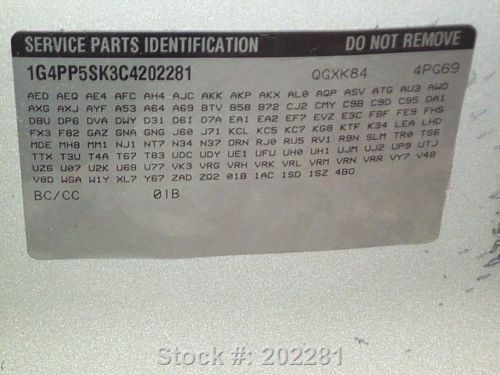 SERVICE PARTS IDENTIFICATION DO NOT REMOVE
1G4PP5SK3C4202281 QGXK84 4PG69
AED AEQ AE4 AFC AH4 AJC AKK AKP AKX AL0 AQP ASV ATG AU3 AWD
AXG AXJ AYF A53 A64 A69 BTV B58 B72 CJ2 CMY C9B C9D C95 DA1
DBU DP6 DVA DWY D31 D6I D7A EA1 EA2 EF7 EVZ E3C FBF FE9 FHS
FX3 F82 GAZ GNA GNG J60 J71 KCL KC5 KC7 KG8 KTF K34 LEA LHD
MDE MH8 MM1 NJ1 NT7 N34 N37 QRN RJ0 RU5 RV1 R9N SLM TR0 TS6
TTX T3U T4A T67 T83 UDC UDY UE1 UFU UH0 UH1 UJM UJ2 UP9 UTJ
UZ6 U07 U2K U68 U77 VK3 VRG VRH VRK VRL VRM VRN VRR VY7 V48
V8D WGA W1Y XL7 Y67 ZAD ZQ2 01B 1AC 1SD 1SZ 4B0
BC/CC 01B
Stock #: 202281